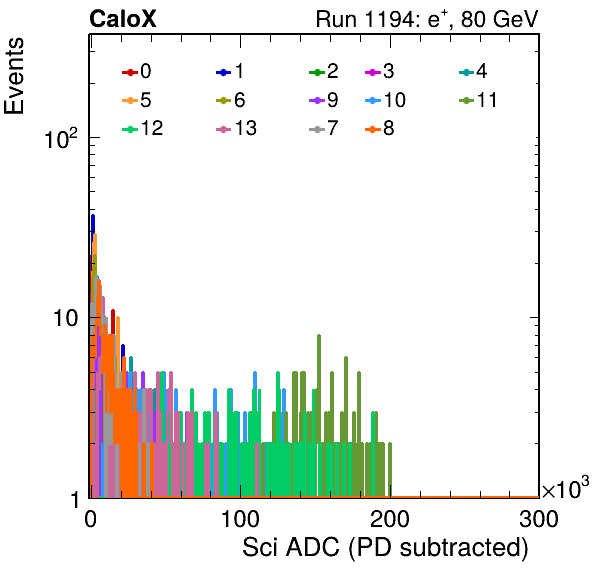 CaloX Run 1194: e⁺, 80 GeV
Events
0 1 2 3 4
5 6 9 10 11
12 13 7 8
10²
10
1
0 100 200 300
×10³
Sci ADC (PD subtracted)